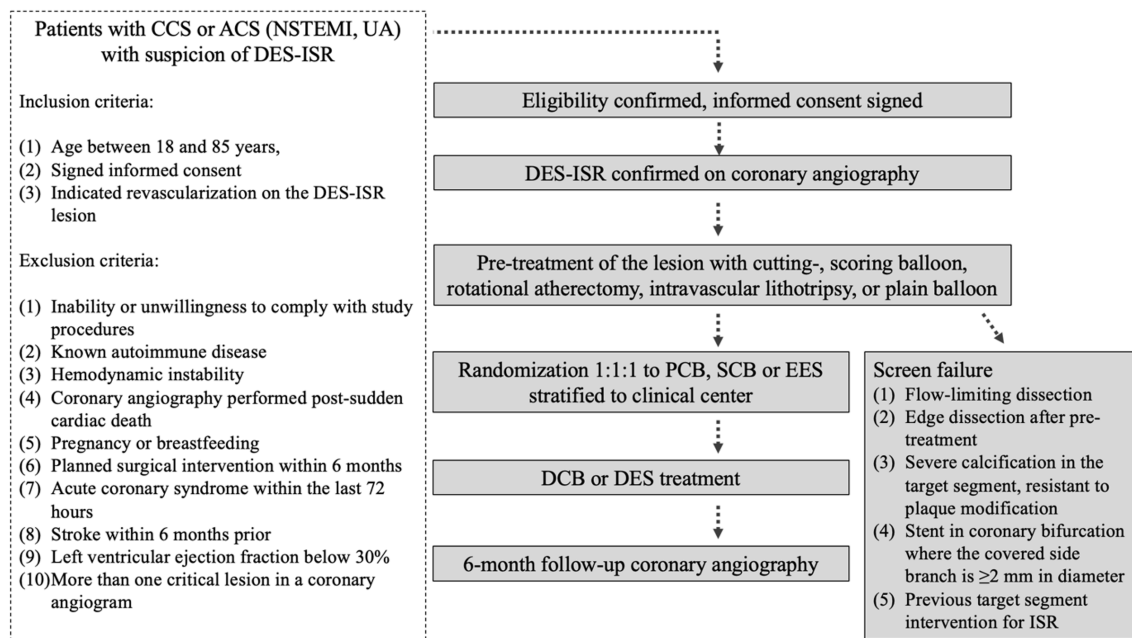 Patients with CCS or ACS (NSTEMI, UA)
with suspicion of DES-ISR
Inclusion criteria:
(1) Age between 18 and 85 years,
(2) Signed informed consent
(3) Indicated revascularization on the DES-ISR
lesion
Exclusion criteria:
(1) Inability or unwillingness to comply with study
procedures
(2) Known autoimmune disease
(3) Hemodynamic instability
(4) Coronary angiography performed post-sudden
cardiac death
(5) Pregnancy or breastfeeding
(6) Planned surgical intervention within 6 months
(7) Acute coronary syndrome within the last 72
hours
(8) Stroke within 6 months prior
(9) Left ventricular ejection fraction below 30%
(10) More than one critical lesion in a coronary
angiogram
Eligibility confirmed, informed consent signed
DES-ISR confirmed on coronary angiography
Pre-treatment of the lesion with cutting-, scoring balloon,
rotational atherectomy, intravascular lithotripsy, or plain balloon
Randomization 1:1:1 to PCB, SCB or EES
stratified to clinical center
DCB or DES treatment
6-month follow-up coronary angiography
Screen failure
(1) Flow-limiting dissection
(2) Edge dissection after pre-
treatment
(3) Severe calcification in the
target segment, resistant to
plaque modification
(4) Stent in coronary bifurcation
where the covered side
branch is ≥2 mm in diameter
(5) Previous target segment
intervention for ISR